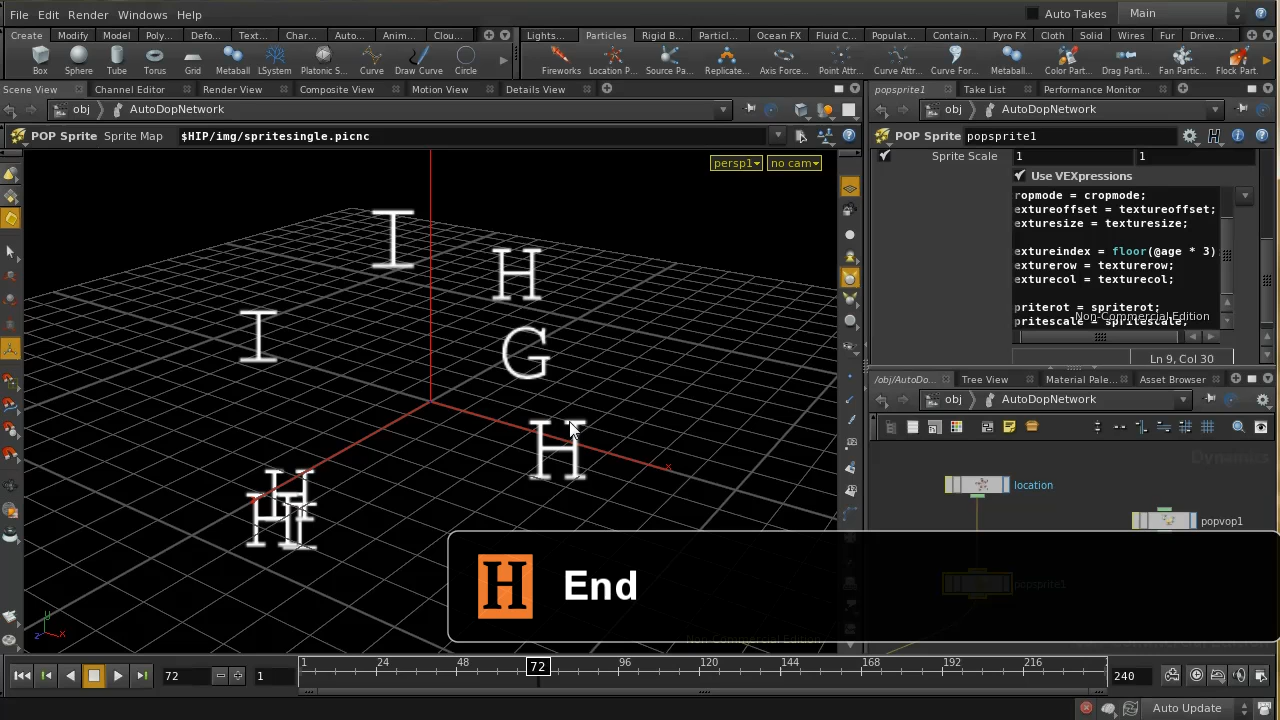 File Edit Render Windows Help Auto Takes Main
Create Modify Model Poly... Defo... Text... Char... Auto... Anim... Clou... Lights... Particles Rigid B... Particl... Ocean FX Fluid C... Populat... Contain... Pyro FX Cloth Solid Wires Fur Drive...
Box Sphere Tube Torus Grid Metaball LSystem Platonic S... Curve Draw Curve Circle Fireworks Location P... Source Pa... Replicate... Axis Force... Point Attr... Curve Attr... Curve For... Metaball... Color Part... Drag Parti... Fan Partic... Flock Part...
Scene View Channel Editor Render View Composite View Motion View Details View popsprite1 Take List Performance Monitor
obj AutoDopNetwork obj AutoDopNetwork
POP Sprite Sprite Map $HIP/img/spritesingle.picnc POP Sprite popsprite1
persp1 no cam
Sprite Scale 1 1
Use VEXpressions
ropmode = cropmode;
extureoffset = textureoffset;
exturesize = texturesize;
extureindex = floor(@age * 3)
exturerow = texturerow;
exturecol = texturecol;
priterot = spriterot;
pritescale = spritescale;
Non-Commercial Edition
Ln 9, Col 30
I
H
I
G
H
H
H
/obj/AutoDo... Tree View Material Pale... Asset Browser
obj AutoDopNetwork
Dynamics
location
popvop1
popsprite1
H End
Non-Commercial Edition
y
z x
x
72 1 1 24 48 72 96 120 144 168 192 216 240
Auto Update